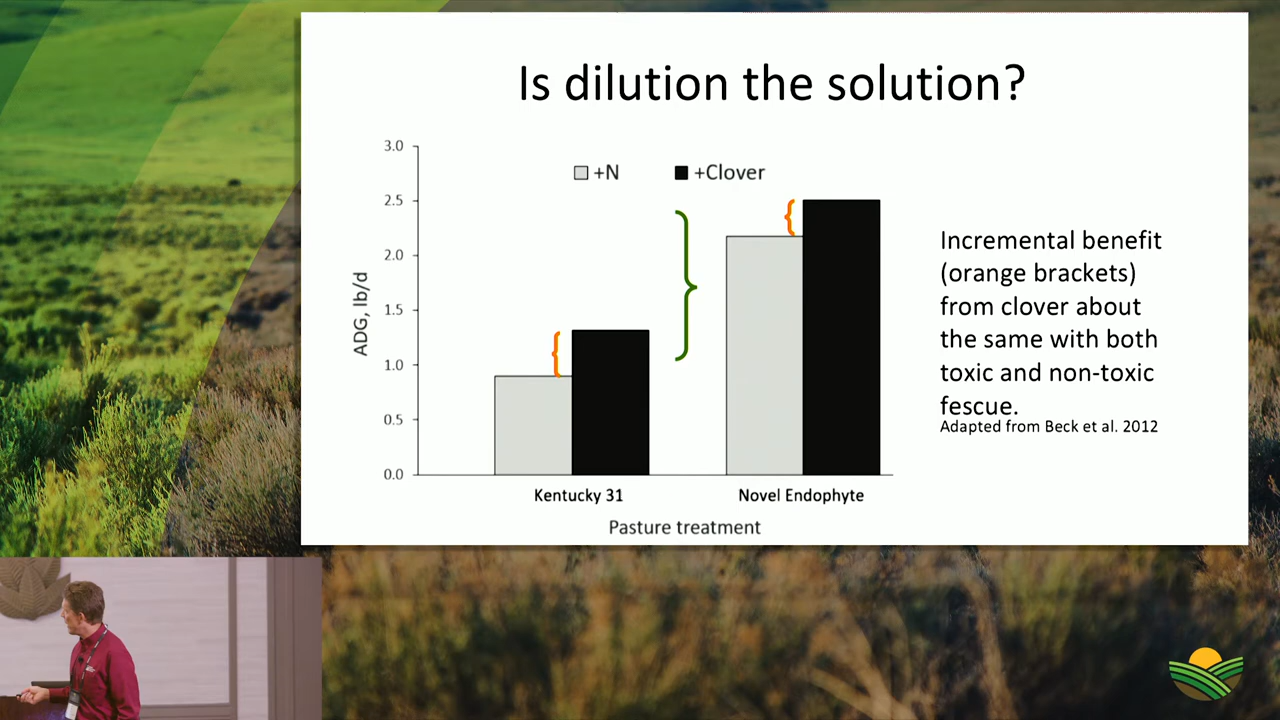 Is dilution the solution?
3.0
2.5
2.0
1.5
1.0
0.5
0.0
ADG, lb/d
+N
+Clover
Kentucky 31
Novel Endophyte
Pasture treatment
Incremental benefit
(orange brackets)
from clover about
the same with both
toxic and non-toxic
fescue.
Adapted from Beck et al. 2012